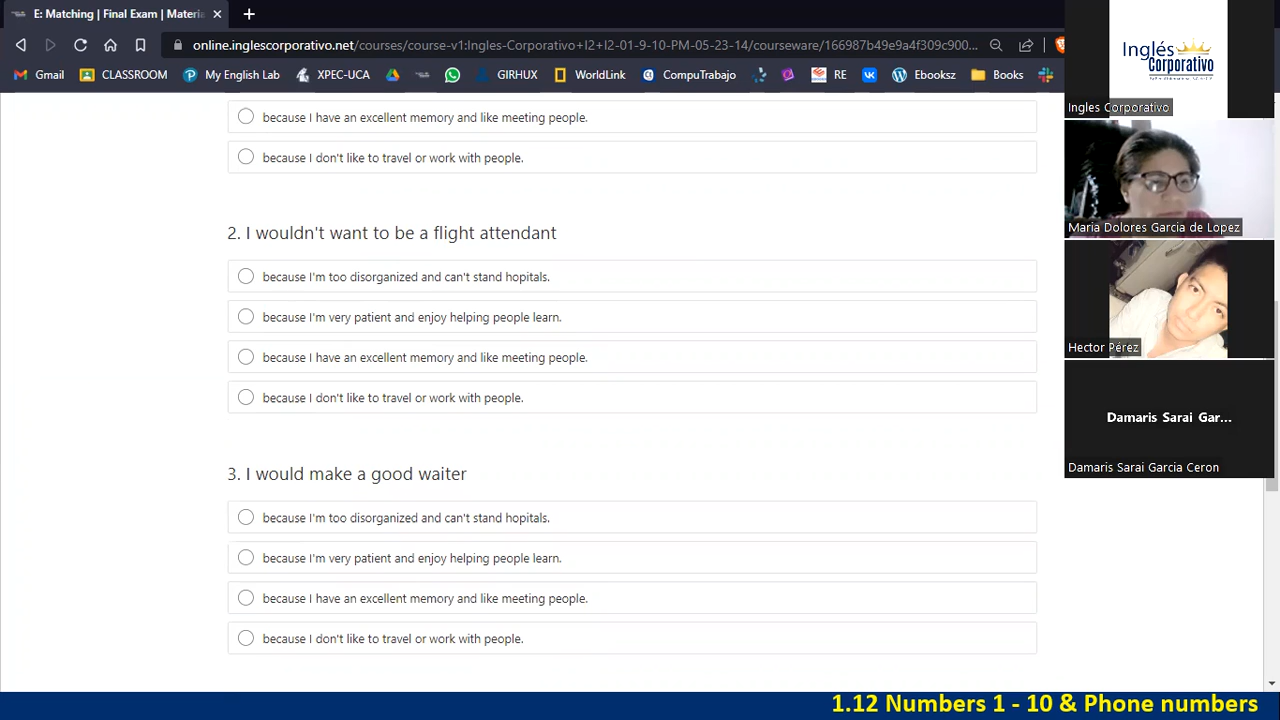 E: Matching | Final Exam | Materia
online.inglescorporativo.net/courses/course-v1:Ingles-Corporativo+I2+I2_01-9-10-PM-05-23-14/courseware/166987b49e9a4f309c900...
Gmail CLASSROOM My English Lab XPEC-UCA BHUX WorldLink CompuTrabajo RE Ebooksz Books
because I have an excellent memory and like meeting people.
because I don't like to travel or work with people.
2. I wouldn't want to be a flight attendant
because I'm too disorganized and can't stand hopitals.
because I'm very patient and enjoy helping people learn.
because I have an excellent memory and like meeting people.
because I don't like to travel or work with people.
3. I would make a good waiter
because I'm too disorganized and can't stand hopitals.
because I'm very patient and enjoy helping people learn.
because I have an excellent memory and like meeting people.
because I don't like to travel or work with people.
Inglés
Corporativo
Ingles Corporativo
Maria Dolores Garcia de Lopez
Hector Pérez
Damaris Sarai Gar...
Damaris Sarai Garcia Ceron
1.12 Numbers 1 - 10 & Phone numbers